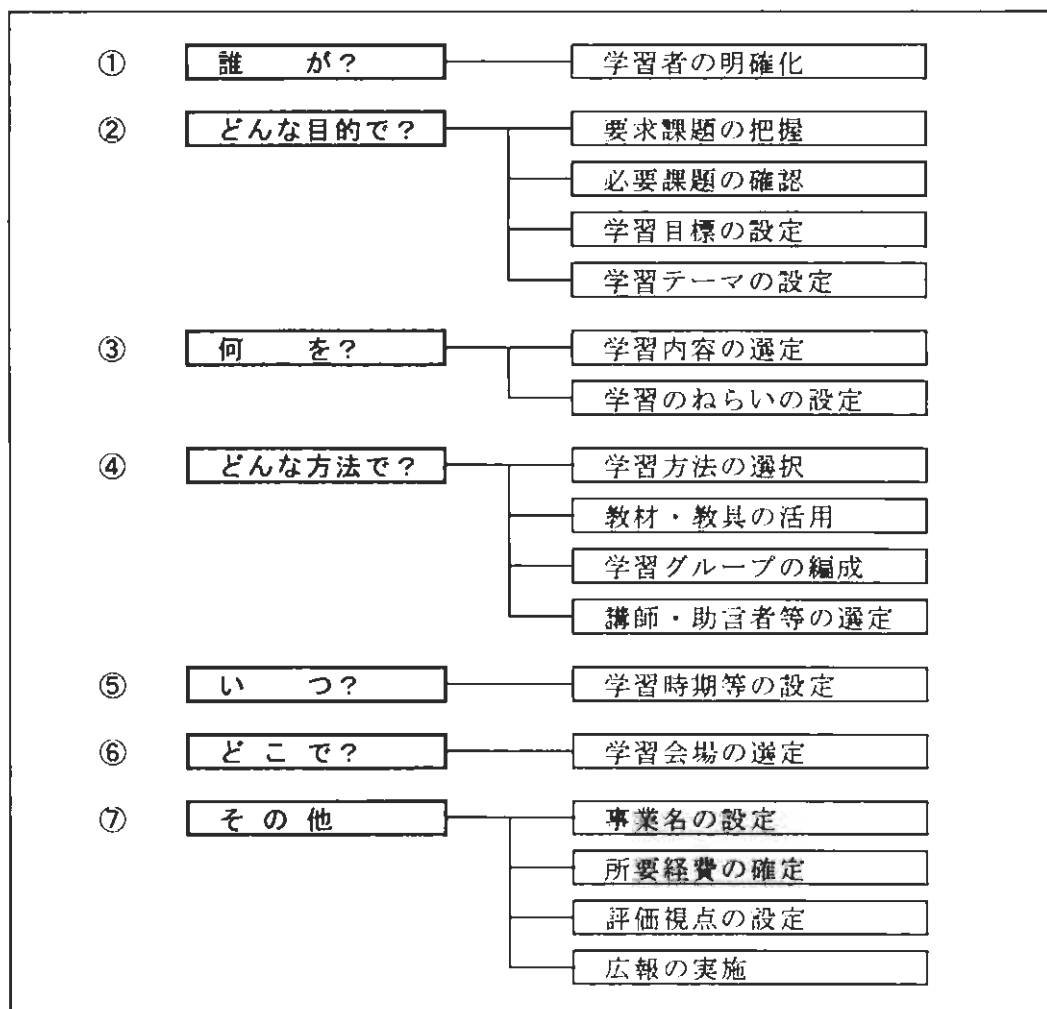 ① 誰 が? 学習者の明確化
② どんな目的で? 要求課題の把握
必要課題の確認
学習目標の設定
学習テーマの設定
③ 何 を? 学習内容の選定
学習のねらいの設定
④ どんな方法で? 学習方法の選択
教材・教具の活用
学習グループの編成
講師・助言者等の選定
⑤ い つ? 学習時期等の設定
⑥ ど こ で? 学習会場の選定
⑦ そ の 他 事業名の設定
所要経費の確定
評価視点の設定
広報の実施